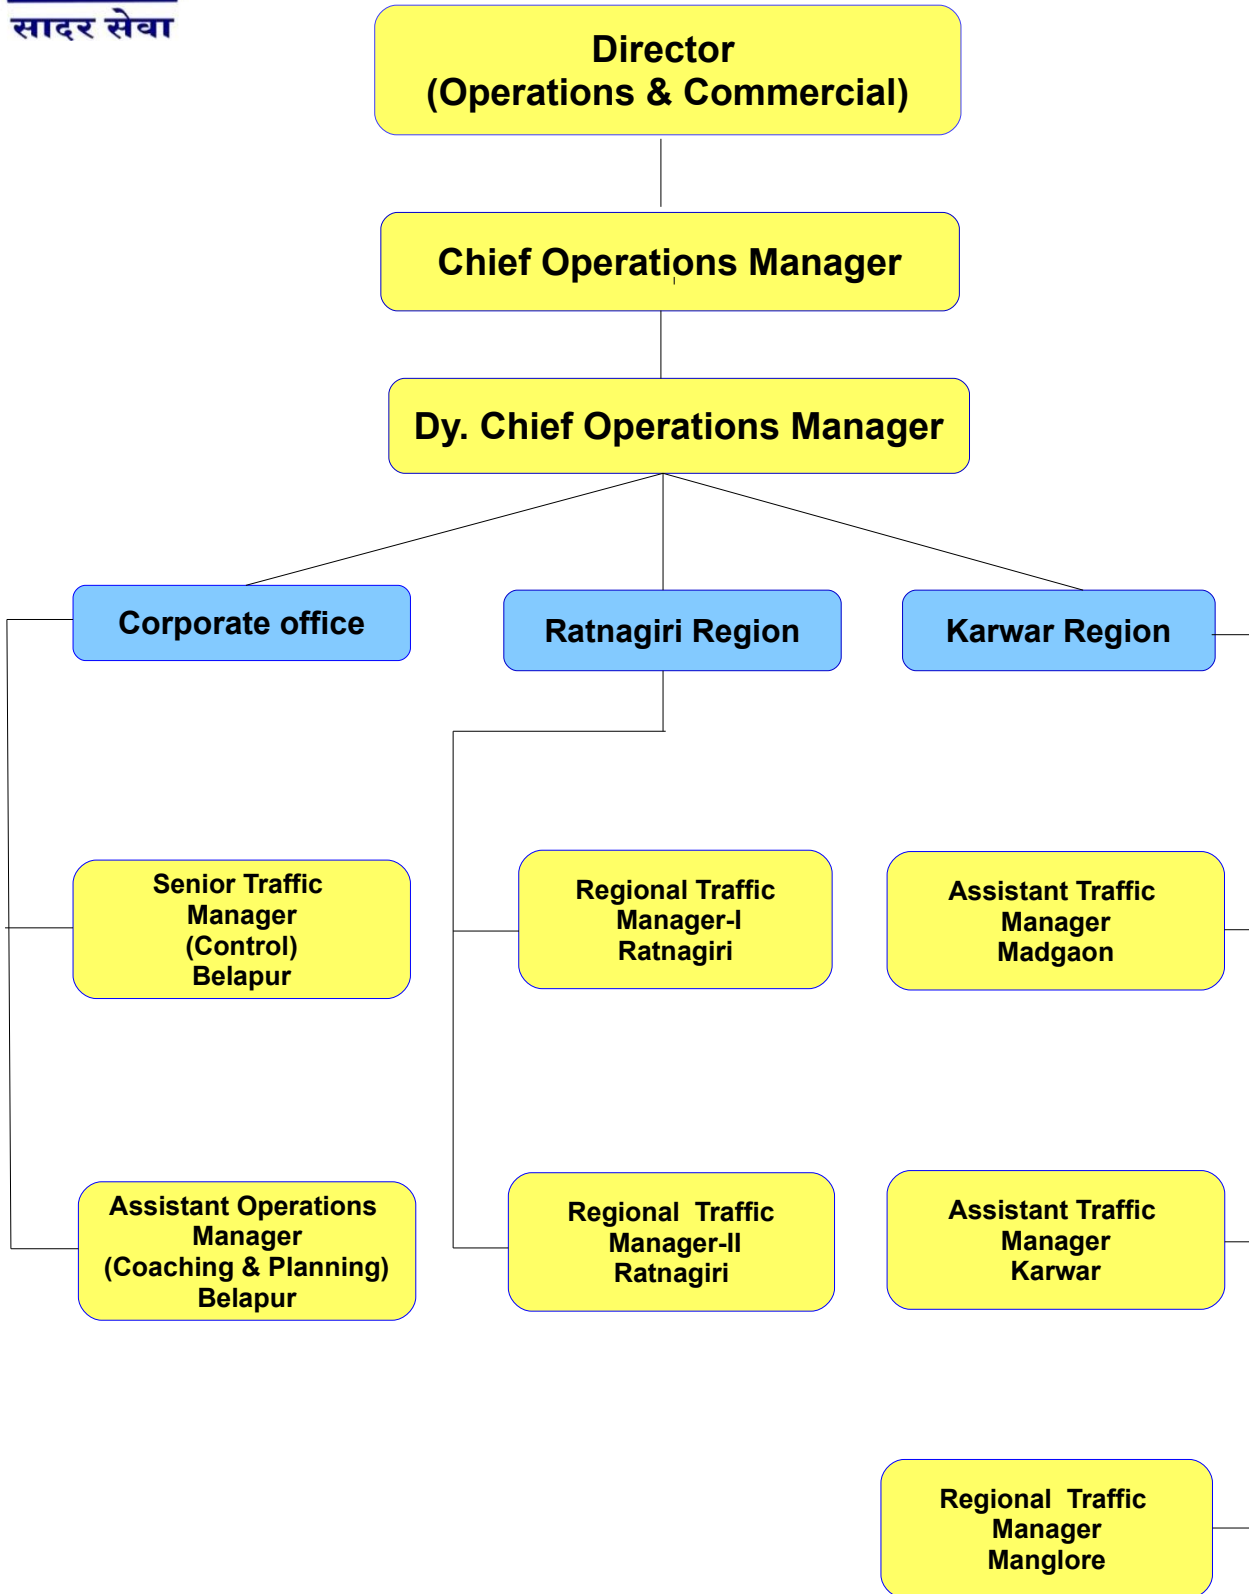 सादर सेवा
Director
(Operations & Commercial)
Chief Operations Manager
Dy. Chief Operations Manager
Corporate office
Ratnagiri Region
Karwar Region
Senior Traffic
Manager
(Control)
Belapur
Regional Traffic
Manager-I
Ratnagiri
Assistant Traffic
Manager
Madgaon
Assistant Operations
Manager
(Coaching & Planning)
Belapur
Regional Traffic
Manager-II
Ratnagiri
Assistant Traffic
Manager
Karwar
Regional Traffic
Manager
Manglore